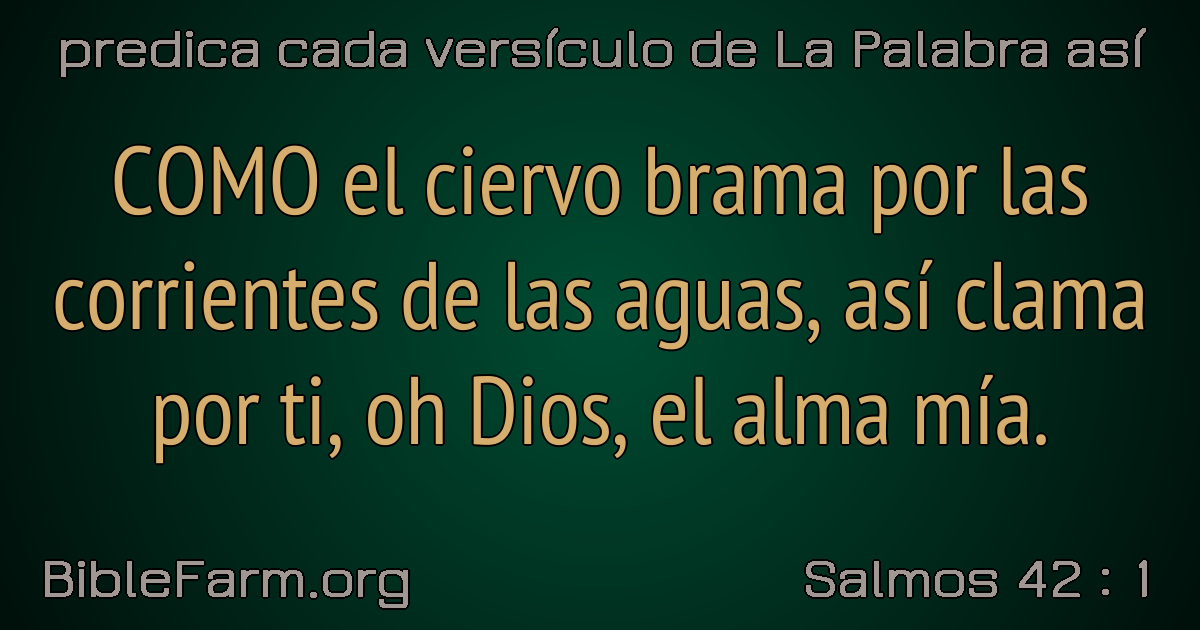 predica cada versículo de La Palabra así
COMO el ciervo brama por las
corrientes de las aguas, así clama
por ti, oh Dios, el alma mía.
BibleFarm.org
Salmos 42 : 1